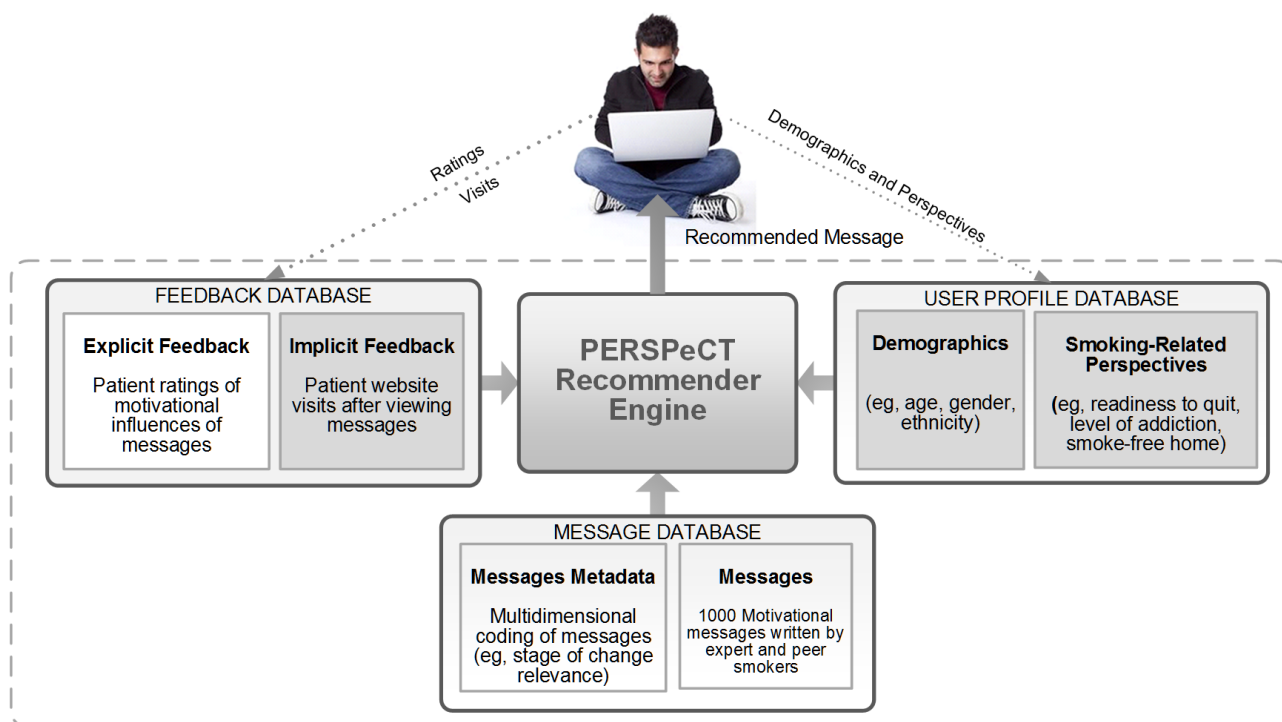 Ratings
Visits
Demographics and Perspectives
Recommended Message
FEEDBACK DATABASE
Explicit Feedback
Patient ratings of
motivational
influences of
messages
Implicit Feedback
Patient website
visits after viewing
messages
PERSPeCT
Recommender
Engine
USER PROFILE DATABASE
Demographics
(eg, age, gender,
ethnicity)
Smoking-Related
Perspectives
(eg, readiness to quit,
level of addiction,
smoke-free home)
MESSAGE DATABASE
Messages Metadata
Multidimensional
coding of messages
(eg, stage of change
relevance)
Messages
1000 Motivational
messages written by
expert and peer
smokers